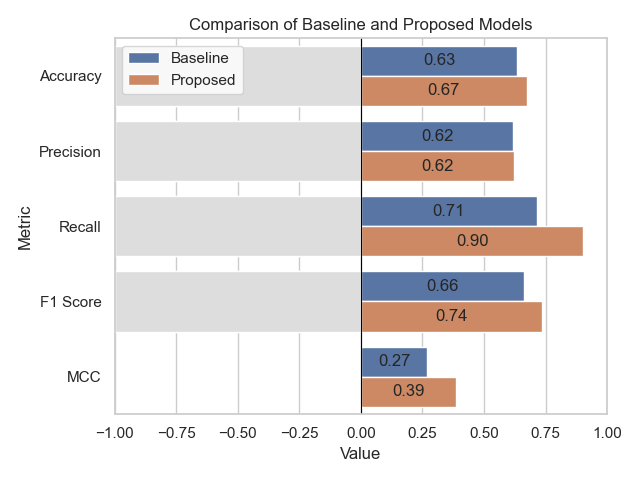 Comparison of Baseline and Proposed Models
Baseline
Proposed
Accuracy
0.63
0.67
Precision
0.62
0.62
Recall
0.71
0.90
F1 Score
0.66
0.74
MCC
0.27
0.39
Metric
−1.00 −0.75 −0.50 −0.25 0.00 0.25 0.50 0.75 1.00
Value